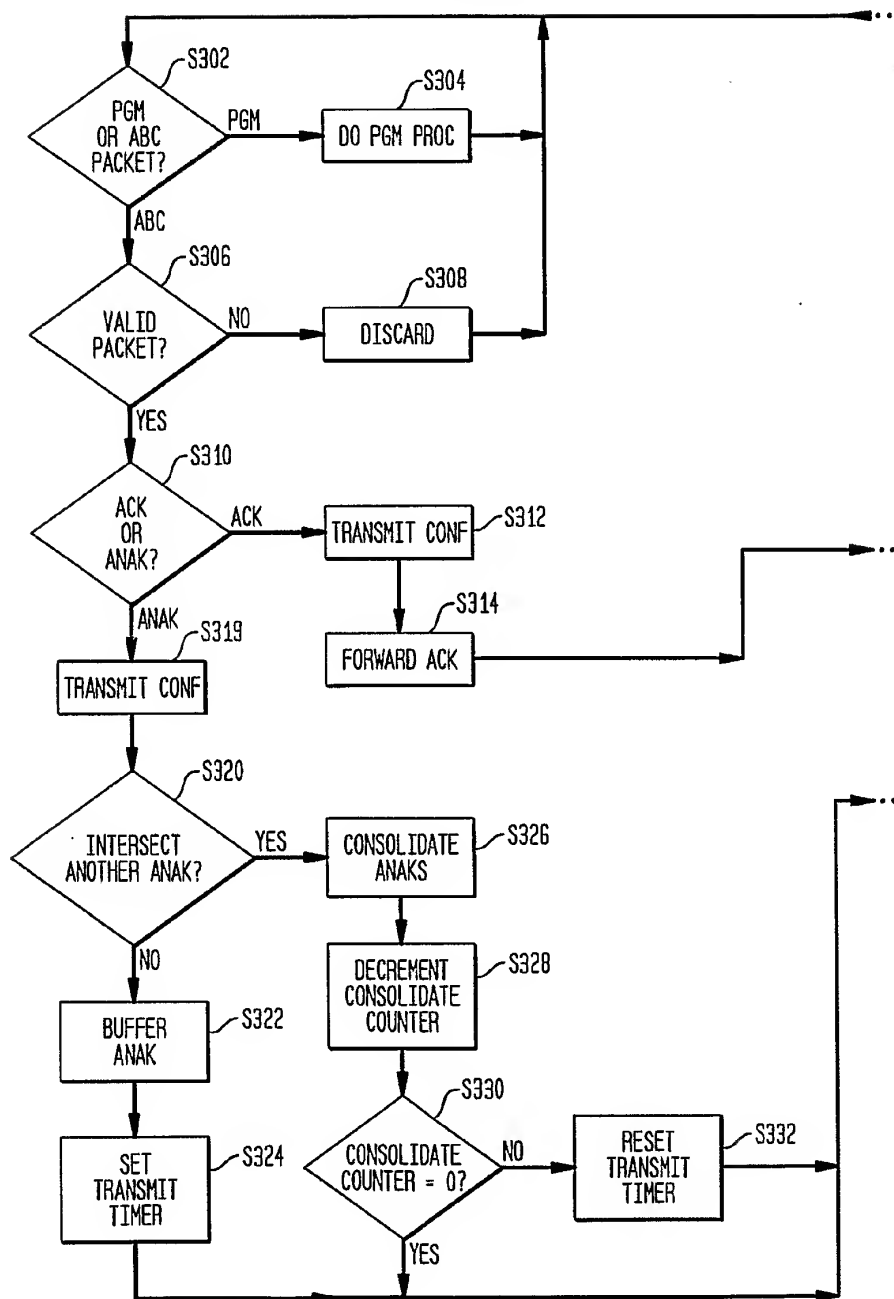 S302
PGM
OR ABC
PACKET?
PGM
S304
DO PGM PROC
ABC
S306
VALID
PACKET?
NO
S308
DISCARD
YES
S310
ACK
OR
ANAK?
ACK
TRANSMIT CONF
S312
S314
FORWARD ACK
ANAK
S319
TRANSMIT CONF
S320
INTERSECT
ANOTHER ANAK?
YES
CONSOLIDATE
ANAKS
S326
NO
DECREMENT
CONSOLIDATE
COUNTER
S328
BUFFER
ANAK
S322
S330
CONSOLIDATE
COUNTER = 0?
NO
RESET
TRANSMIT
TIMER
S332
SET
TRANSMIT
TIMER
S324
YES